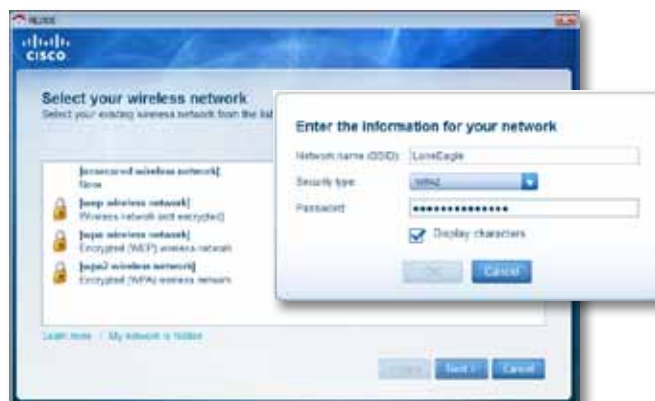 CISCO
Select your wireless network
Select your existing wireless network from the list
[unsecured wireless network]
None
[wep wireless network]
Wireless network (not encrypted)
[wpa wireless network]
Encrypted (WEP) wireless network
[wpa2 wireless network]
Encrypted (WPA) wireless network
Learn more | My network is hidden
Next > Cancel
Enter the information for your network
Network name (SSID): LoneEagle
Security type: WPA2
Password: ••••••••••••••
Display characters
OK Cancel